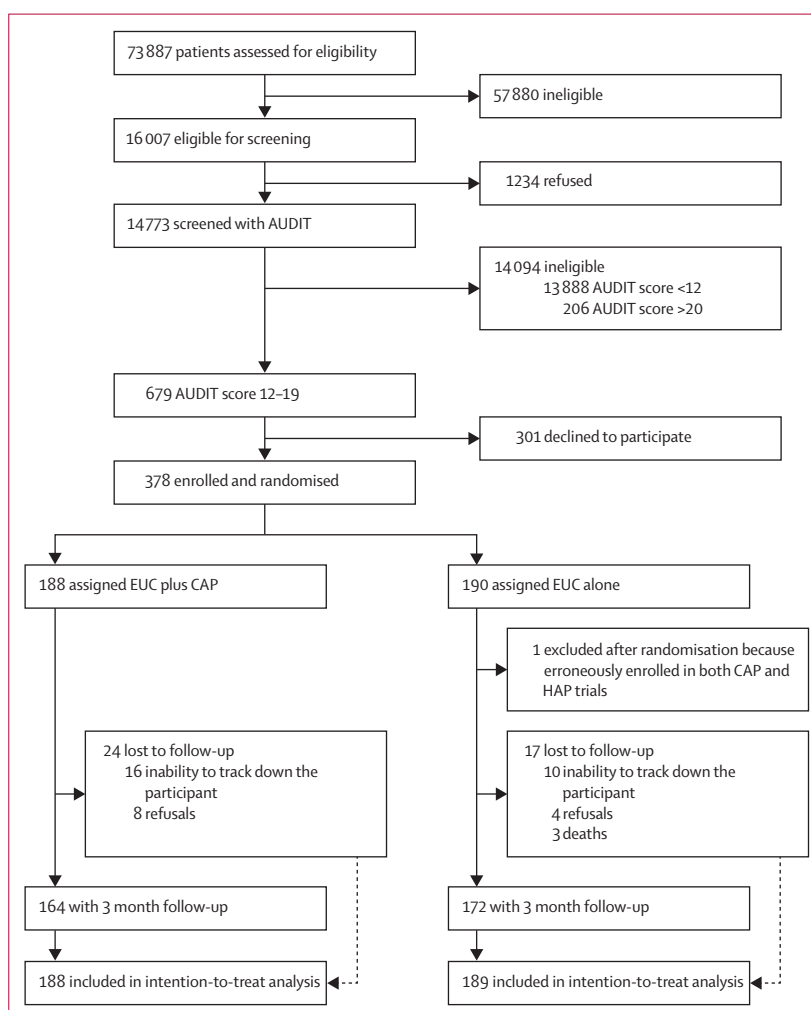 73 887 patients assessed for eligibility
57 880 ineligible
16 007 eligible for screening
1234 refused
14 773 screened with AUDIT
14 094 ineligible
13 888 AUDIT score <12
206 AUDIT score >20
679 AUDIT score 12–19
301 declined to participate
378 enrolled and randomised
188 assigned EUC plus CAP
190 assigned EUC alone
1 excluded after randomisation because
erroneously enrolled in both CAP and
HAP trials
24 lost to follow-up
16 inability to track down the
participant
8 refusals
17 lost to follow-up
10 inability to track down the
participant
4 refusals
3 deaths
164 with 3 month follow-up
172 with 3 month follow-up
188 included in intention-to-treat analysis
189 included in intention-to-treat analysis